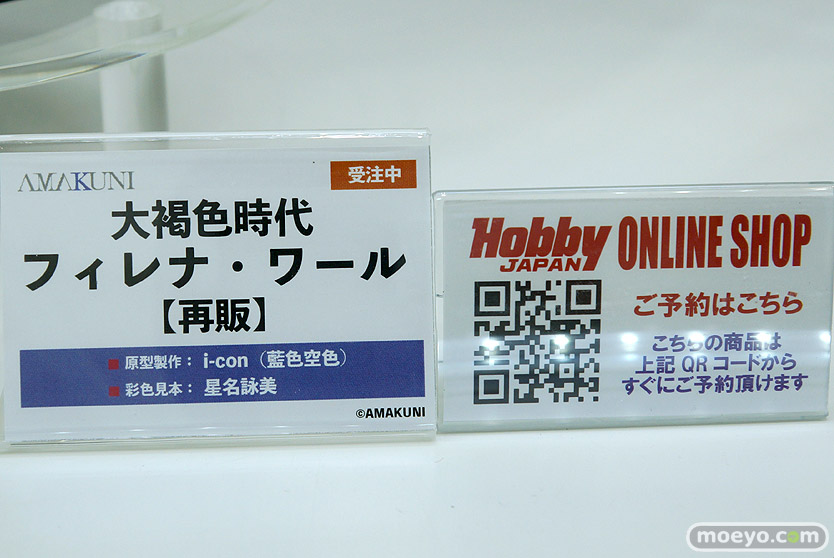 AMAKUNI
受注中
大褐色時代
フィレナ・ワール
【再販】
■ 原型製作： i-con（藍色空色）
■ 彩色見本： 星名詠美
©AMAKUNI
Hobby JAPAN ONLINE SHOP
ご予約はこちら
こちらの商品は
上記 QR コードから
すぐにご予約頂けます
moeyo.com